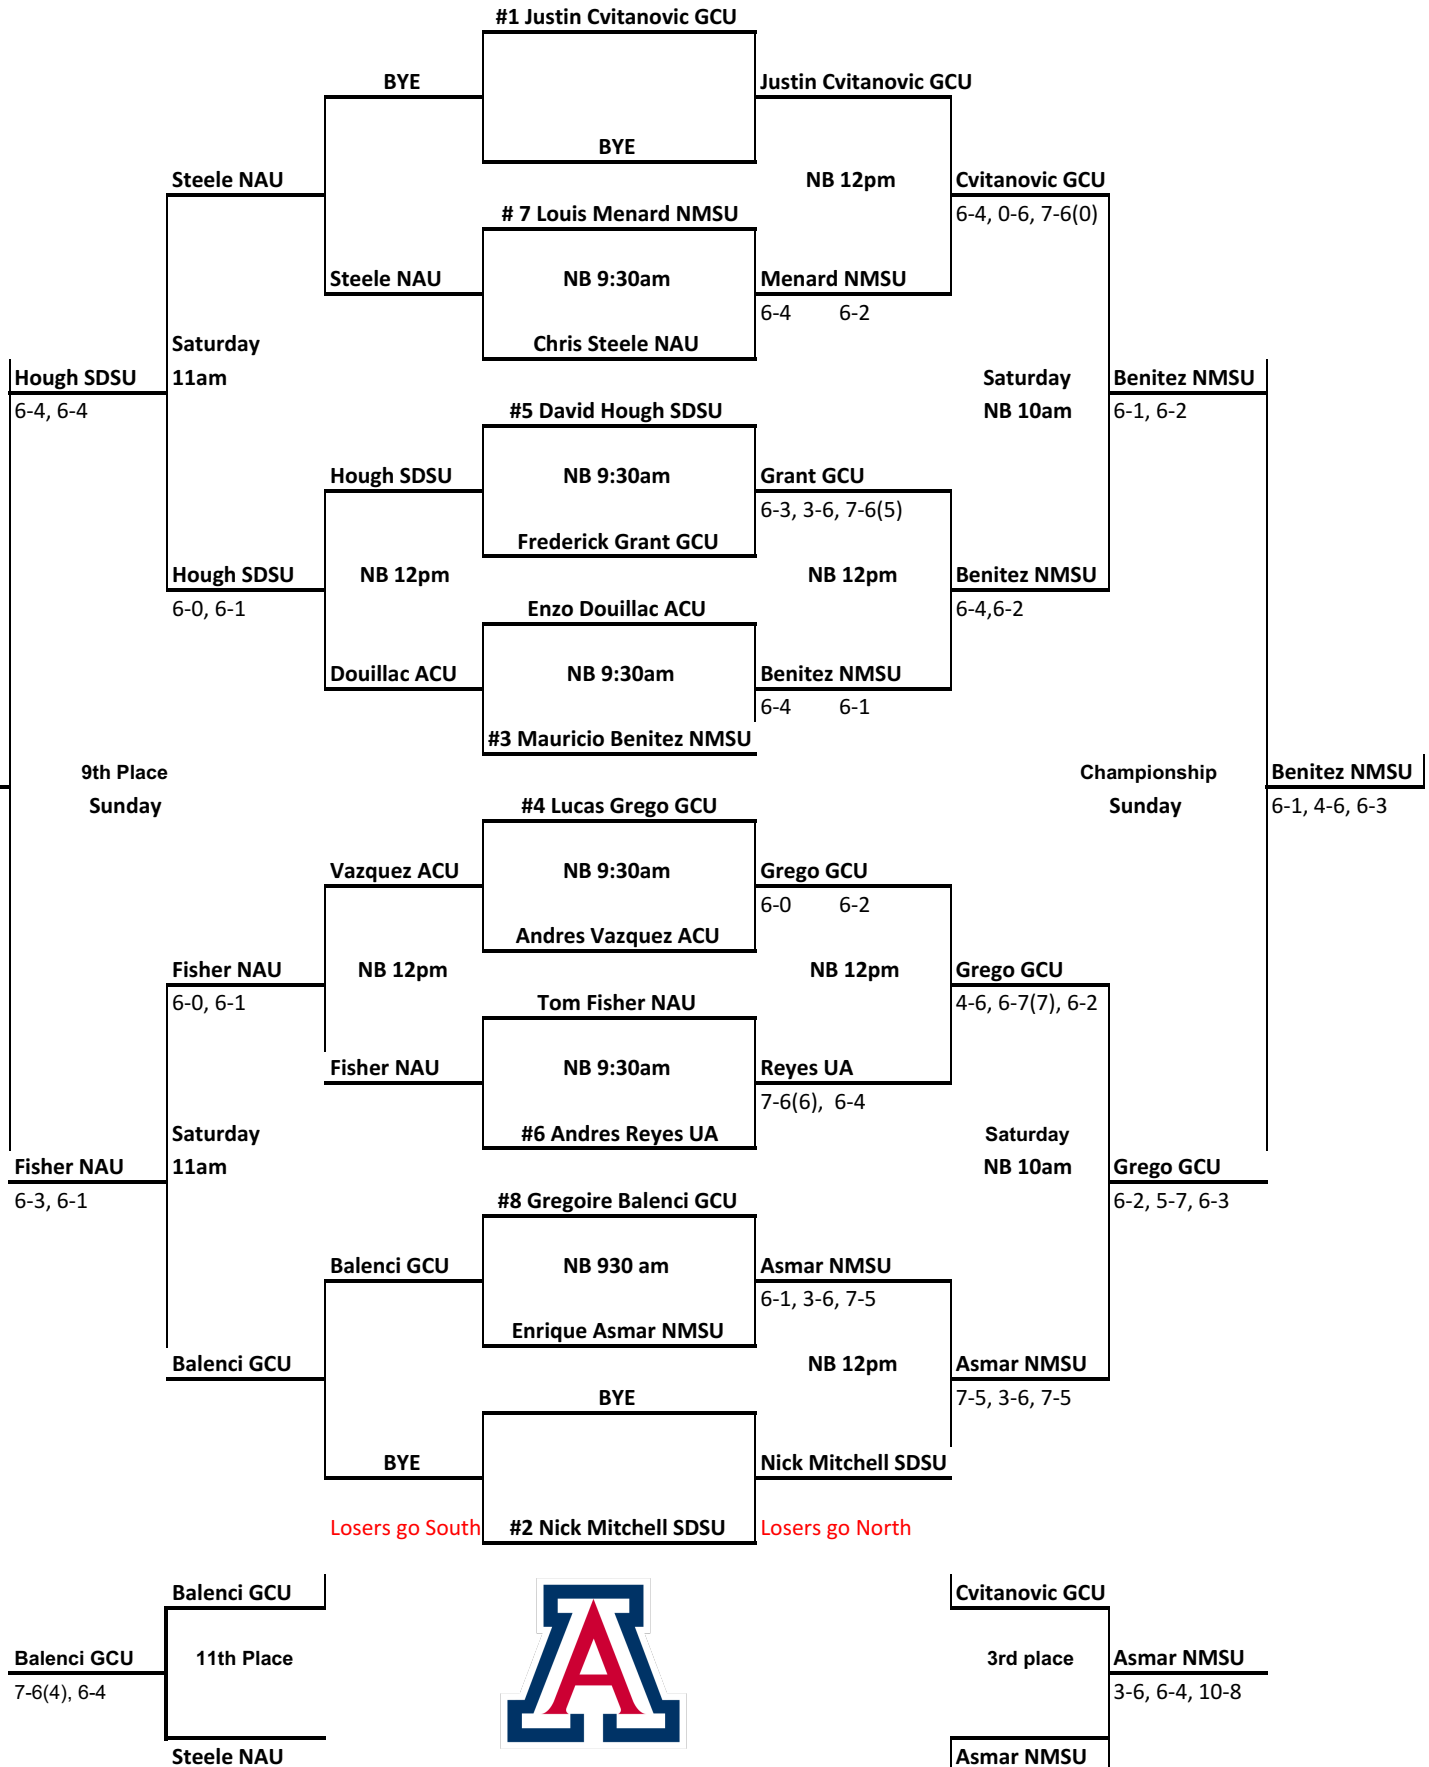 #1 Justin Cvitanovic GCU
BYE
Justin Cvitanovic GCU
BYE
Steele NAU
NB 12pm
Cvitanovic GCU
# 7 Louis Menard NMSU
6-4, 0-6, 7-6(0)
Steele NAU
NB 9:30am
Menard NMSU
6-4 6-2
Saturday
Chris Steele NAU
Hough SDSU
11am
Saturday
Benitez NMSU
6-4, 6-4
#5 David Hough SDSU
NB 10am
6-1, 6-2
Hough SDSU
NB 9:30am
Grant GCU
6-3, 3-6, 7-6(5)
Frederick Grant GCU
Hough SDSU
NB 12pm
NB 12pm
Benitez NMSU
6-0, 6-1
Enzo Douillac ACU
6-4,6-2
Douillac ACU
NB 9:30am
Benitez NMSU
6-4 6-1
#3 Mauricio Benitez NMSU
9th Place
Championship
Benitez NMSU
Sunday
#4 Lucas Grego GCU
Sunday
6-1, 4-6, 6-3
Vazquez ACU
NB 9:30am
Grego GCU
6-0 6-2
Andres Vazquez ACU
Fisher NAU
NB 12pm
NB 12pm
Grego GCU
6-0, 6-1
Tom Fisher NAU
4-6, 6-7(7), 6-2
Fisher NAU
NB 9:30am
Reyes UA
7-6(6), 6-4
Saturday
#6 Andres Reyes UA
Saturday
Fisher NAU
11am
NB 10am
Grego GCU
6-3, 6-1
#8 Gregoire Balenci GCU
6-2, 5-7, 6-3
Balenci GCU
NB 930 am
Asmar NMSU
6-1, 3-6, 7-5
Enrique Asmar NMSU
Balenci GCU
NB 12pm
Asmar NMSU
BYE
7-5, 3-6, 7-5
BYE
Nick Mitchell SDSU
Losers go South
#2 Nick Mitchell SDSU
Losers go North
Balenci GCU
Cvitanovic GCU
Balenci GCU
11th Place
A
3rd place
Asmar NMSU
7-6(4), 6-4
3-6, 6-4, 10-8
Steele NAU
Asmar NMSU